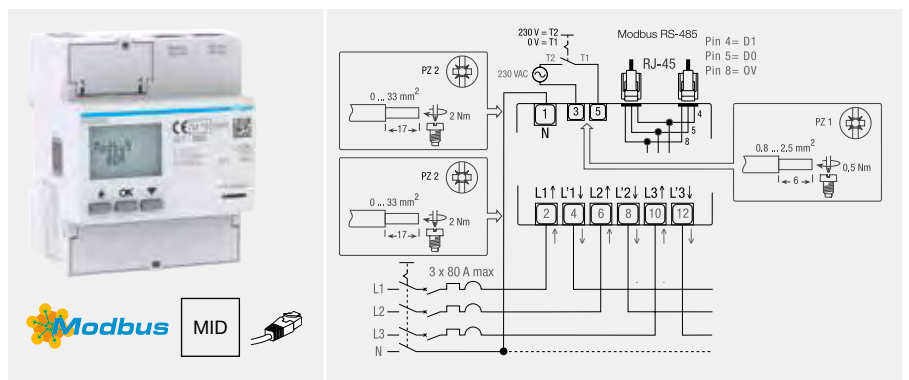 CE
OK
Modbus
MID
PZ 2
0 ... 33 mm²
17
2 Nm
PZ 2
0 ... 33 mm²
17
2 Nm
230 V = T2
0 V = T1
T2 T1
230 VAC
Modbus RS-485
RJ-45
Pin 4= D1
Pin 5= D0
Pin 8= 0V
1 3 5
N
4
5
8
PZ 1
0.8 ... 2.5 mm²
6
0,5 Nm
L1↑ L'1↓ L2↑ L'2↓ L3↑ L'3↓
2 4 6 8 10 12
3 x 80 A max
L1
L2
L3
N